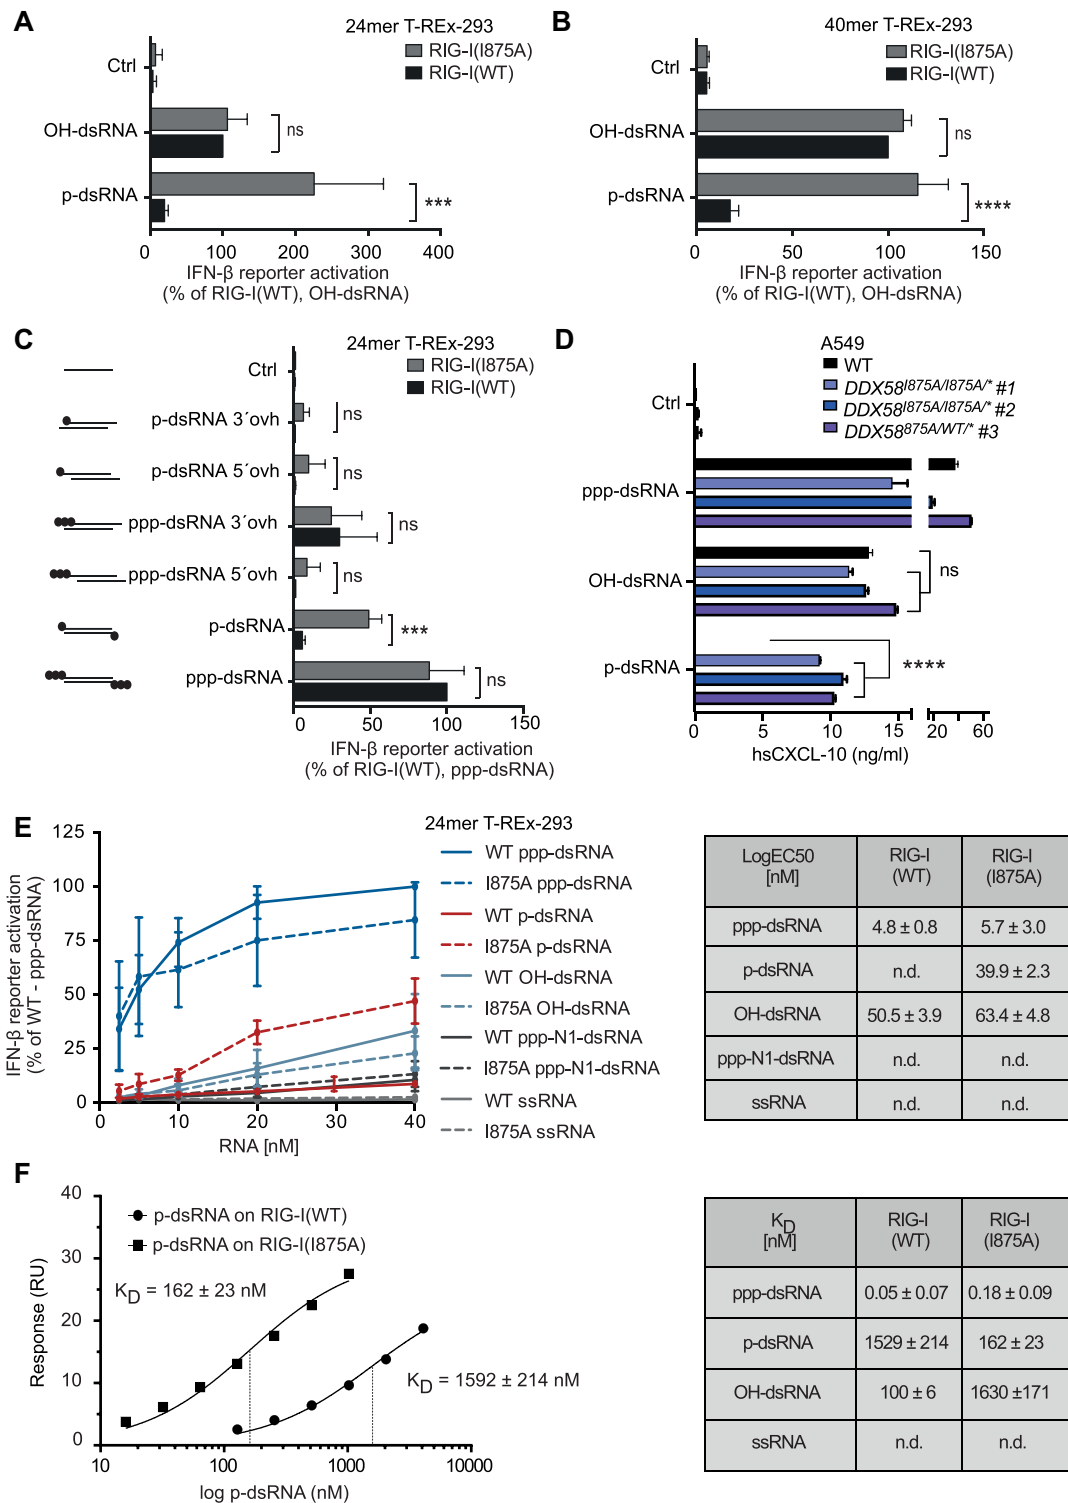 A
24mer T-REx-293
RIG-I(I875A)
RIG-I(WT)
Ctrl
OH-dsRNA
p-dsRNA
ns
***
0 100 200 300 400
IFN-β reporter activation
(% of RIG-I(WT), OH-dsRNA)
B
40mer T-REx-293
RIG-I(I875A)
RIG-I(WT)
Ctrl
OH-dsRNA
p-dsRNA
ns
****
0 50 100 150
IFN-β reporter activation
(% of RIG-I(WT), OH-dsRNA)
C
24mer T-REx-293
RIG-I(I875A)
RIG-I(WT)
Ctrl
p-dsRNA 3´ovh
ns
p-dsRNA 5´ovh
ns
ppp-dsRNA 3´ovh
ns
ppp-dsRNA 5´ovh
ns
p-dsRNA
***
ppp-dsRNA
ns
0 50 100 150
IFN-β reporter activation
(% of RIG-I(WT), ppp-dsRNA)
D
A549
WT
DDX58I875A/I875A/* #1
DDX58I875A/I875A/* #2
DDX58875A/WT/* #3
Ctrl
ppp-dsRNA
OH-dsRNA
ns
p-dsRNA
****
0 5 10 15 20 60
hsCXCL-10 (ng/ml)
E
24mer T-REx-293
IFN-β reporter activation
(% of WT - ppp-dsRNA)
125
100
75
50
25
0
0 10 20 30 40
RNA [nM]
WT ppp-dsRNA
I875A ppp-dsRNA
WT p-dsRNA
I875A p-dsRNA
WT OH-dsRNA
I875A OH-dsRNA
WT ppp-N1-dsRNA
I875A ppp-N1-dsRNA
WT ssRNA
I875A ssRNA
LogEC50 [nM] RIG-I (WT) RIG-I (I875A)
ppp-dsRNA 4.8 ± 0.8 5.7 ± 3.0
p-dsRNA n.d. 39.9 ± 2.3
OH-dsRNA 50.5 ± 3.9 63.4 ± 4.8
ppp-N1-dsRNA n.d. n.d.
ssRNA n.d. n.d.
F
Response (RU)
40
30
20
10
0
p-dsRNA on RIG-I(WT)
p-dsRNA on RIG-I(I875A)
KD = 162 ± 23 nM
KD = 1592 ± 214 nM
10 100 1000 10000
log p-dsRNA (nM)
KD [nM] RIG-I (WT) RIG-I (I875A)
ppp-dsRNA 0.05 ± 0.07 0.18 ± 0.09
p-dsRNA 1529 ± 214 162 ± 23
OH-dsRNA 100 ± 6 1630 ±171
ssRNA n.d. n.d.